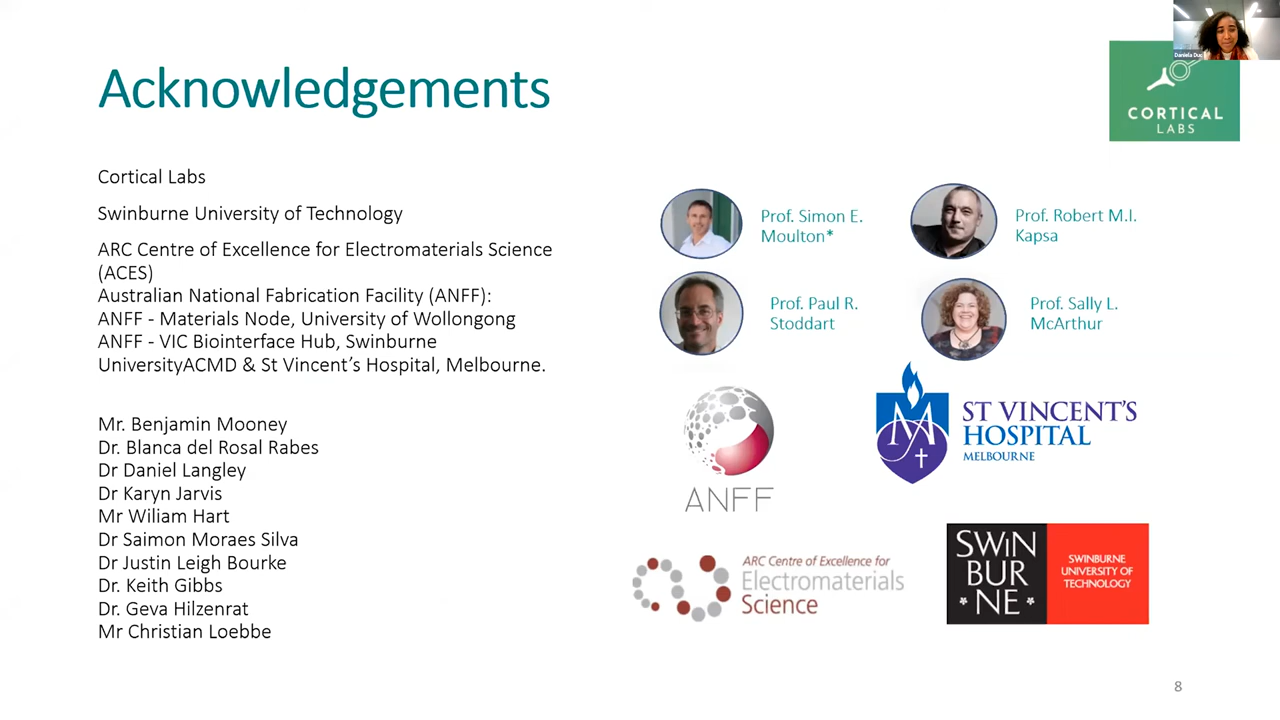 Acknowledgements
Daniela Duc
CORTICAL
LABS
Cortical Labs
Swinburne University of Technology
ARC Centre of Excellence for Electromaterials Science
(ACES)
Australian National Fabrication Facility (ANFF):
ANFF - Materials Node, University of Wollongong
ANFF - VIC Biointerface Hub, Swinburne
UniversityACMD & St Vincent’s Hospital, Melbourne.
Mr. Benjamin Mooney
Dr. Blanca del Rosal Rabes
Dr Daniel Langley
Dr Karyn Jarvis
Mr Wiliam Hart
Dr Saimon Moraes Silva
Dr Justin Leigh Bourke
Dr. Keith Gibbs
Dr. Geva Hilzenrat
Mr Christian Loebbe
Prof. Simon E.
Moulton*
Prof. Robert M.I.
Kapsa
Prof. Paul R.
Stoddart
Prof. Sally L.
McArthur
ANFF
ST VINCENT’S
HOSPITAL
MELBOURNE
ARC Centre of Excellence for
Electromaterials
Science
SWiN
BUR
NE
SWINBURNE
UNIVERSITY OF
TECHNOLOGY
8